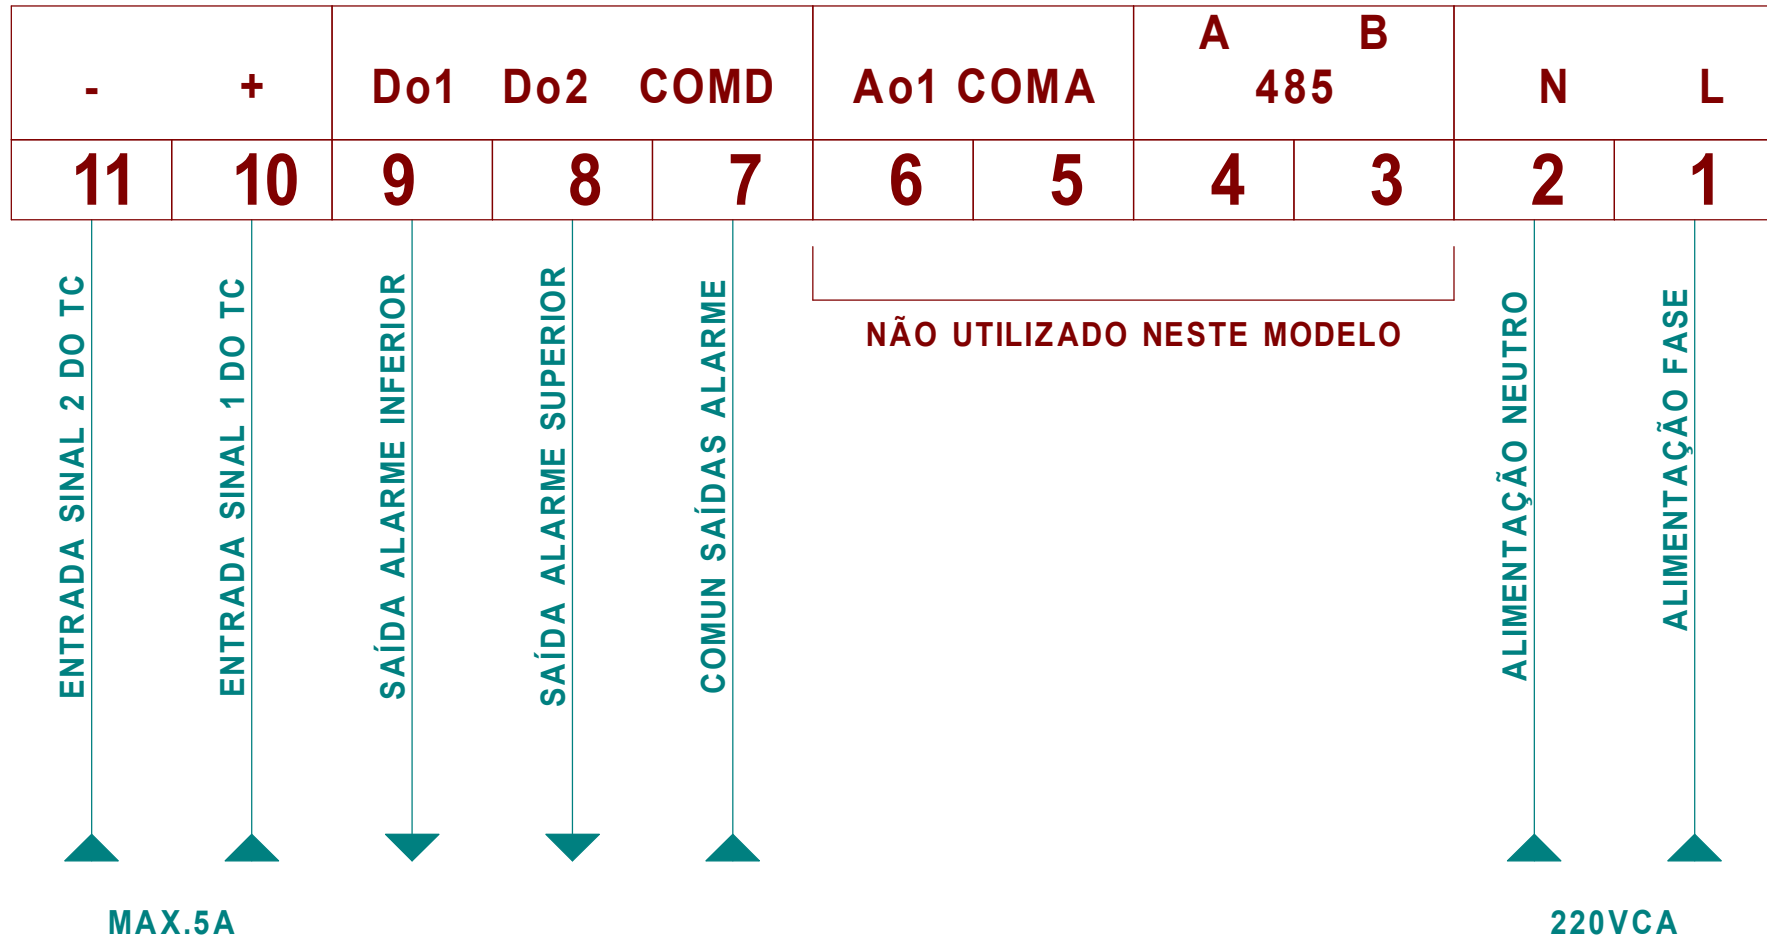 A B
- + Do1 Do2 COMD Ao1 COMA 485 N L
11 10 9 8 7 6 5 4 3 2 1
ENTRADA SINAL 2 DO TC
ENTRADA SINAL 1 DO TC
SAÍDA ALARME INFERIOR
SAÍDA ALARME SUPERIOR
COMUN SAÍDAS ALARME
NÃO UTILIZADO NESTE MODELO
ALIMENTAÇÃO NEUTRO
ALIMENTAÇÃO FASE
MAX.5A
220VCA